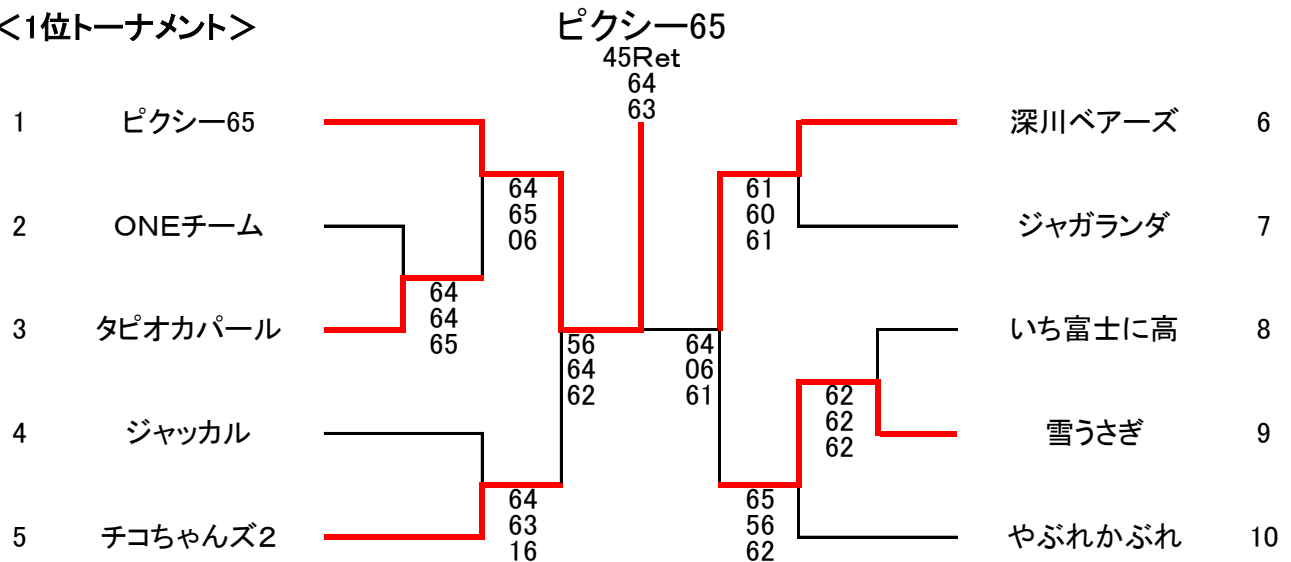 ＜1位トーナメント＞
ピクシー65
45Ret
64
63
1 ピクシー65
深川ベアーズ 6
64
65
06
61
60
61
2 ONEチーム
ジャガランダ 7
64
64
65
3 タピオカパール
いち富士に高 8
56
64
62
64
06
61
62
62
62
4 ジャッカル
雪うさぎ 9
64
63
16
65
56
62
5 チコちゃんズ2
やぶれかぶれ 10